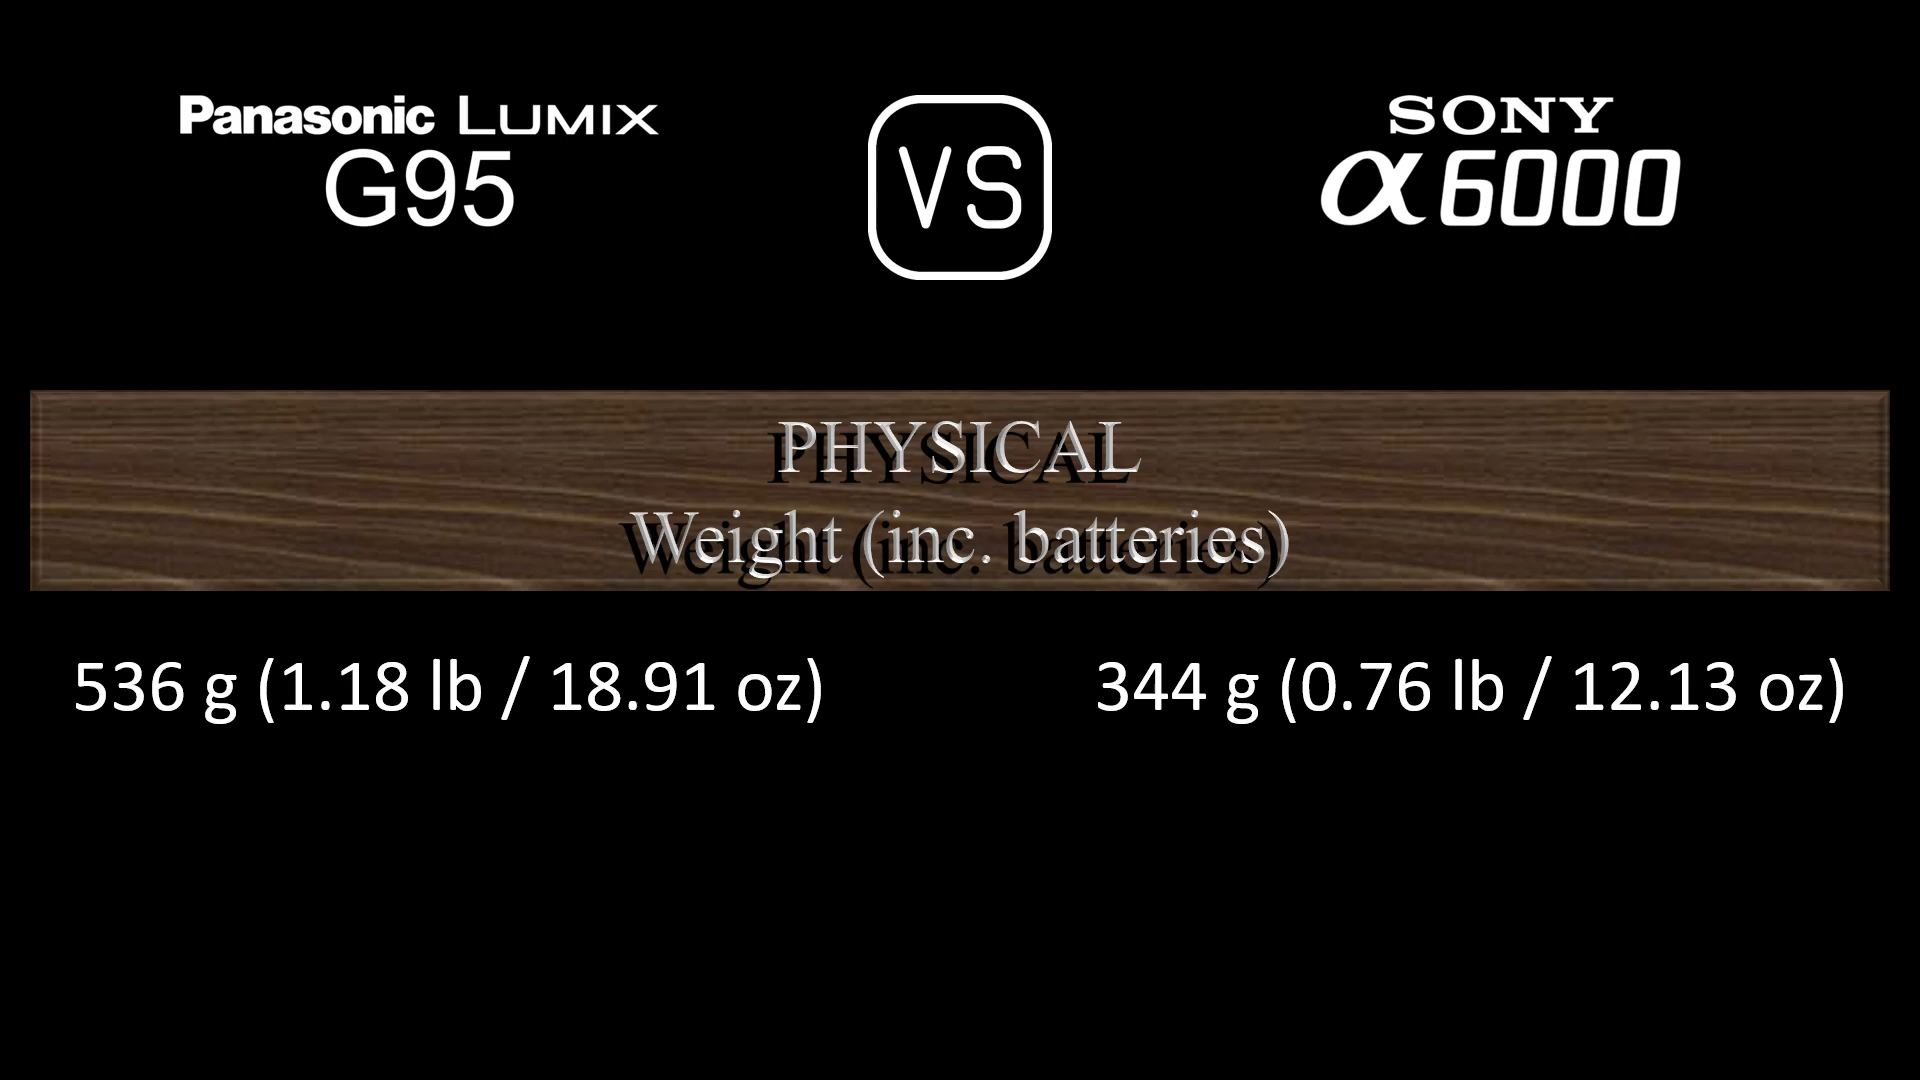 Panasonic LUMIX
G95
VS
SONY
α6000
PHYSICAL
Weight (inc. batteries)
536 g (1.18 lb / 18.91 oz)
344 g (0.76 lb / 12.13 oz)